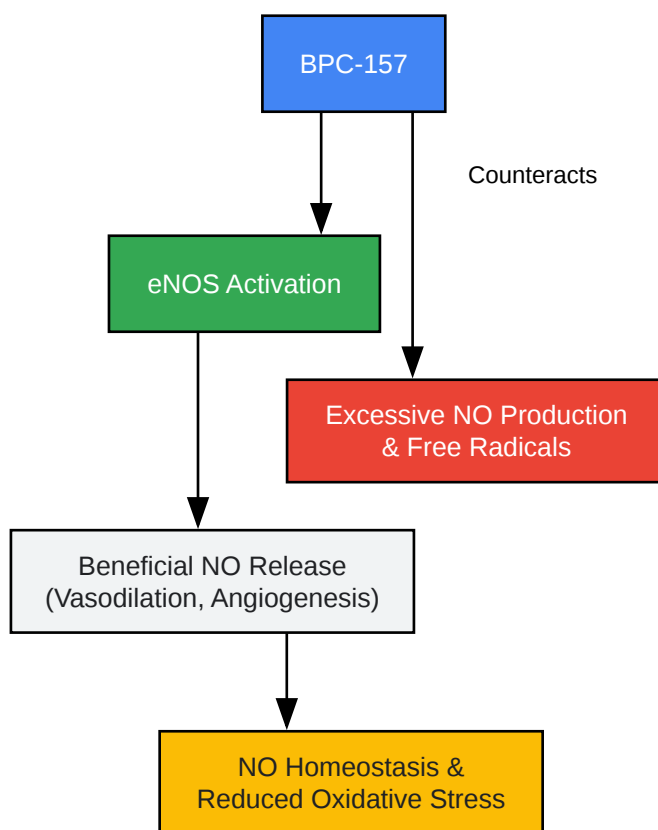 BPC-157
Counteracts
eNOS Activation
Excessive NO Production
& Free Radicals
Beneficial NO Release
(Vasodilation, Angiogenesis)
NO Homeostasis &
Reduced Oxidative Stress